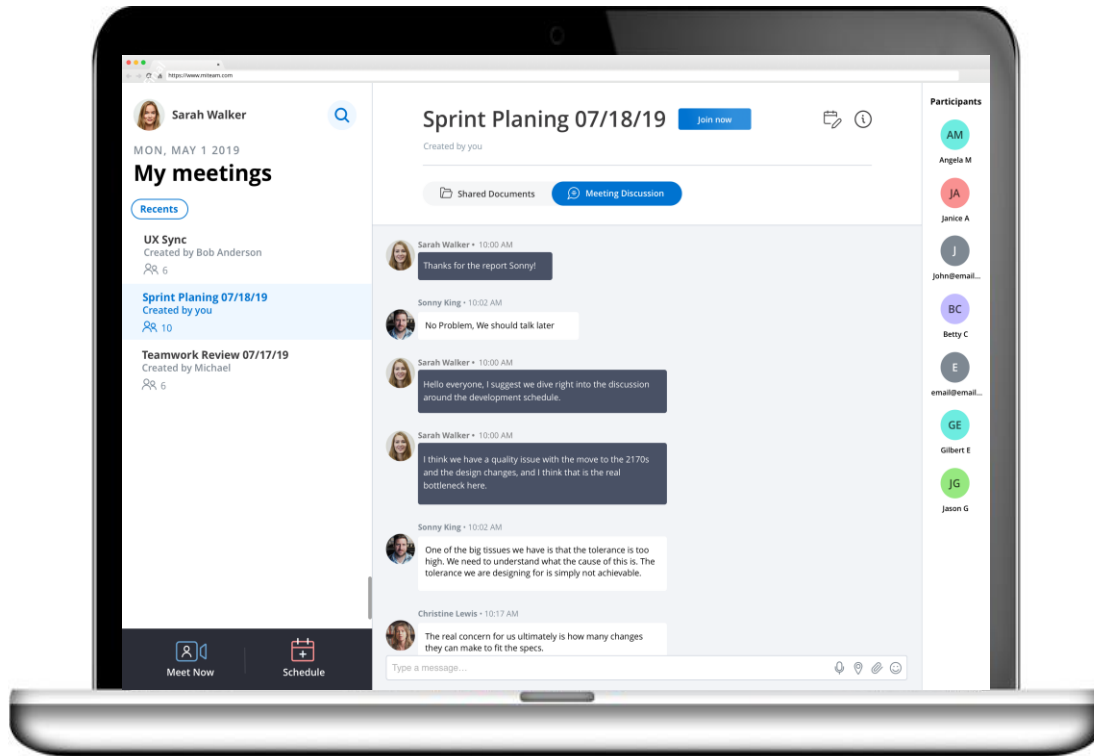 https://www.miteam.com
Sarah Walker
MON, MAY 1 2019
My meetings
Recents
UX Sync
Created by Bob Anderson
6
Sprint Planing 07/18/19
Created by you
10
Teamwork Review 07/17/19
Created by Michael
6
Meet Now
Schedule
Sprint Planing 07/18/19
Join now
Created by you
Shared Documents
Meeting Discussion
Sarah Walker • 10:00 AM
Thanks for the report Sonny!
Sonny King • 10:02 AM
No Problem, We should talk later
Sarah Walker • 10:00 AM
Hello everyone, I suggest we dive right into the discussion
around the development schedule.
Sarah Walker • 10:00 AM
I think we have a quality issue with the move to the 2170s
and the design changes, and I think that is the real
bottleneck here.
Sonny King • 10:02 AM
One of the big tissues we have is that the tolerance is too
high. We need to understand what the cause of this is. The
tolerance we are designing for is simply not achievable.
Christine Lewis • 10:17 AM
The real concern for us ultimately is how many changes
they can make to fit the specs.
Type a message...
Participants
AM
Angela M
JA
Janice A
J
John@email...
BC
Betty C
E
email@email...
GE
Gilbert E
JG
Jason G